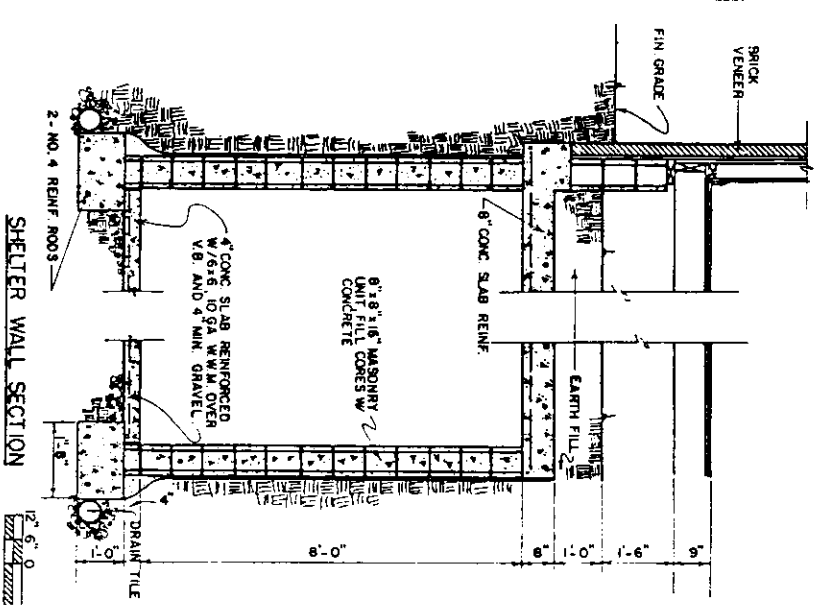 BRICK
VENEER
FIN. GRADE
8" CONC. SLAB REINF.
EARTH FILL
8"x8"x16" MASONRY
UNIT, FILL CORES W/
CONCRETE
4" CONC. SLAB REINFORCED
W/6x6 10 GA. W.W.M. OVER
V.B. AND 4" MIN. GRAVEL
2 - NO. 4 REINF. RODS
9"
1'-6"
1'-0"
8"
8'-0"
1'-0"
1'-8"
4"
DRAIN TILE
SHELTER WALL SECTION
12" 6" 0